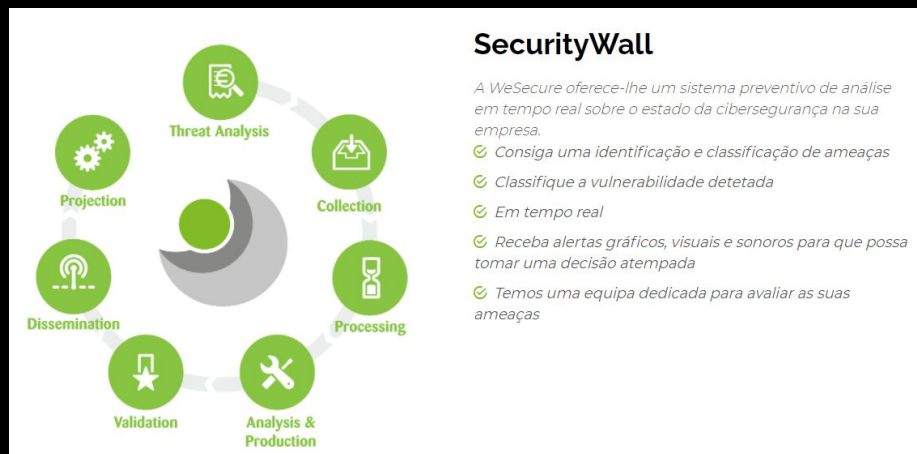 SecurityWall
A WeSecure oferece-lhe um sistema preventivo de análise
em tempo real sobre o estado da cibersegurança na sua
empresa.
Consiga uma identificação e classificação de ameaças
Classifique a vulnerabilidade detetada
Em tempo real
Receba alertas gráficos, visuais e sonoros para que possa
tomar uma decisão atempada
Temos uma equipa dedicada para avaliar as suas
ameaças
Threat Analysis
Collection
Processing
Analysis &
Production
Validation
Dissemination
Projection